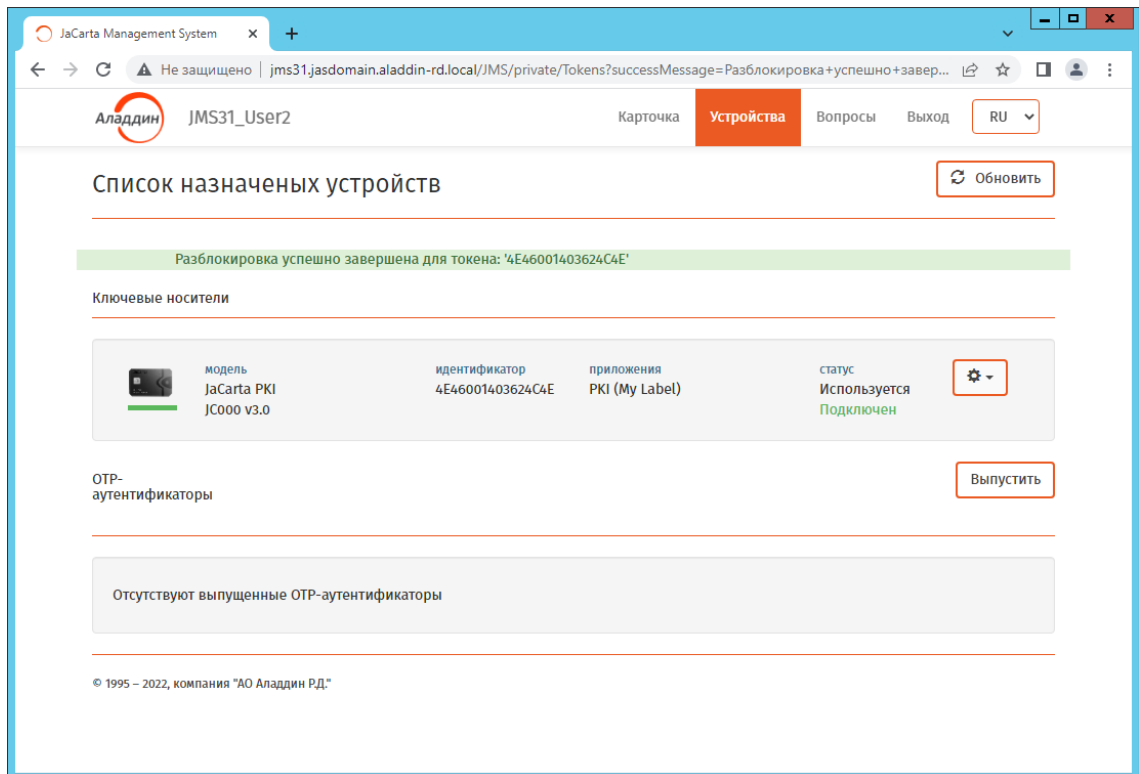 JaCarta Management System
Не защищено | jms31.jasdomain.aladdin-rd.local/JMS/private/Tokens?successMessage=Разблокировка+успешно+завер...
Аладдин JMS31_User2 Карточка Устройства Вопросы Выход RU
Список назначеных устройств Обновить
Разблокировка успешно завершена для токена: '4E46001403624C4E'
Ключевые носители
модель идентификатор приложения статус
JaCarta PKI 4E46001403624C4E PKI (My Label) Используется
JC000 v3.0 Подключен
OTP-
аутентификаторы
Выпустить
Отсутствуют выпущенные OTP-аутентификаторы
© 1995 – 2022, компания "АО Аладдин Р.Д."